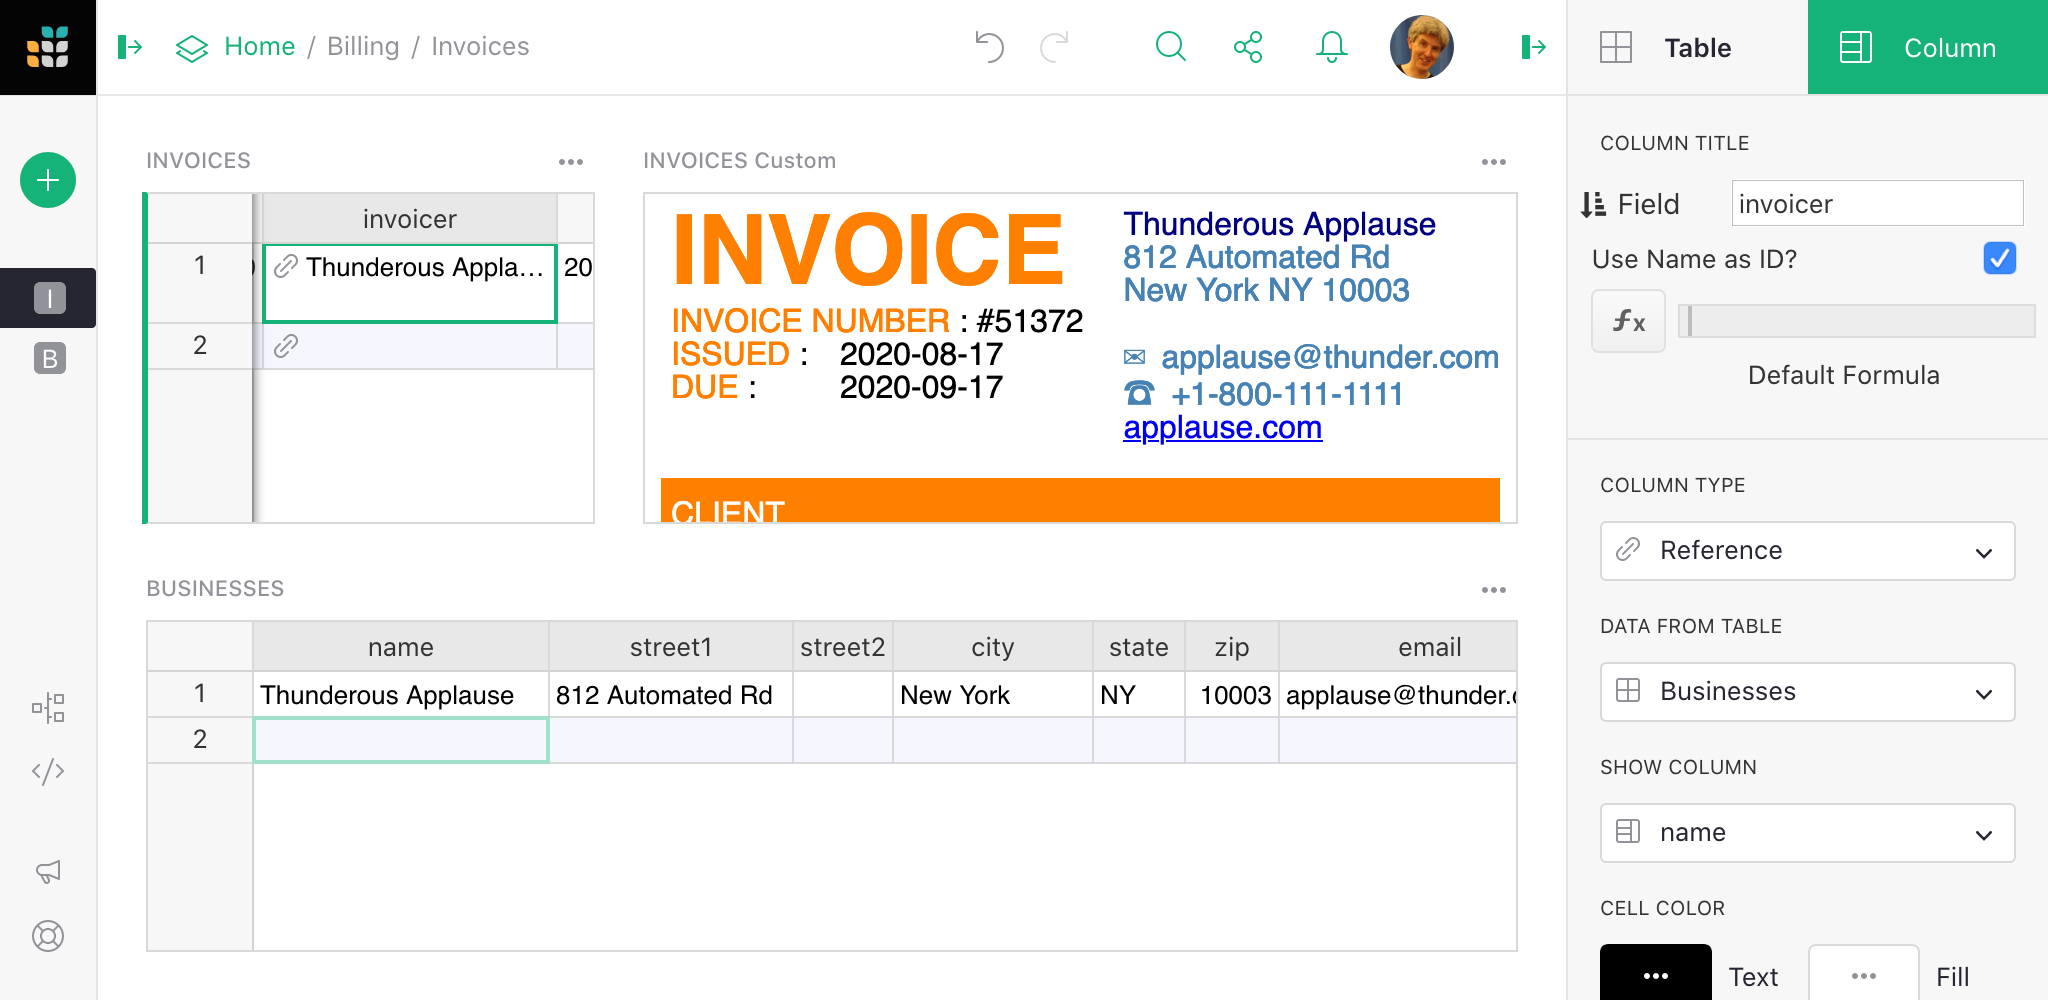 Home / Billing / Invoices
Table
Column
INVOICES
invoicer
1
Thunderous Appla...
20
2
INVOICES Custom
INVOICE
INVOICE NUMBER : #51372
ISSUED : 2020-08-17
DUE : 2020-09-17
Thunderous Applause
812 Automated Rd
New York NY 10003
✉ applause@thunder.com
☎ +1-800-111-1111
applause.com
CLIENT
I
B
BUSINESSES
name street1 street2 city state zip email
1 Thunderous Applause 812 Automated Rd New York NY 10003 applause@thunder.
2
COLUMN TITLE
Field invoicer
Use Name as ID?
fx
Default Formula
COLUMN TYPE
Reference
DATA FROM TABLE
Businesses
SHOW COLUMN
name
CELL COLOR
... Text ... Fill